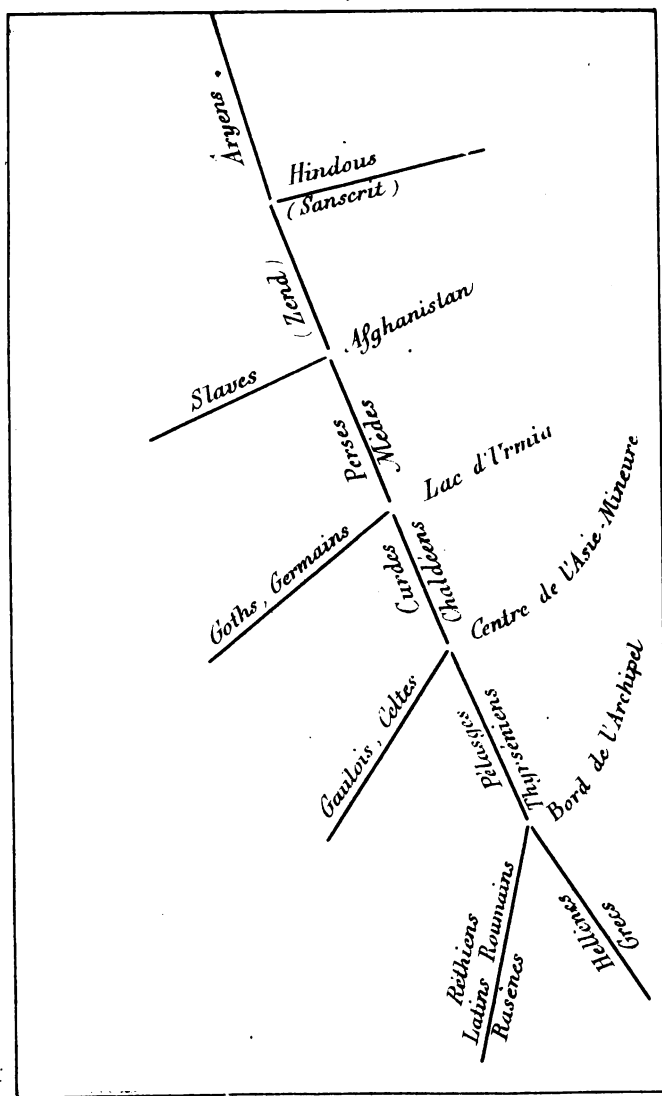 Aryens
Hindous
(Sanscrit)
(Zend)
Afghanistan
Slaves
Perses
Mèdes
Lac d'Urmia
Goths, Germains
Curdes
Chaldéens
Centre de l'Asie-Mineure
Gaulois, Celtes
Pélasges
Thyrséniens
Bord de l'Archipel
Réthiens
Latins Roumains
Rasènes
Hellènes
Grecs